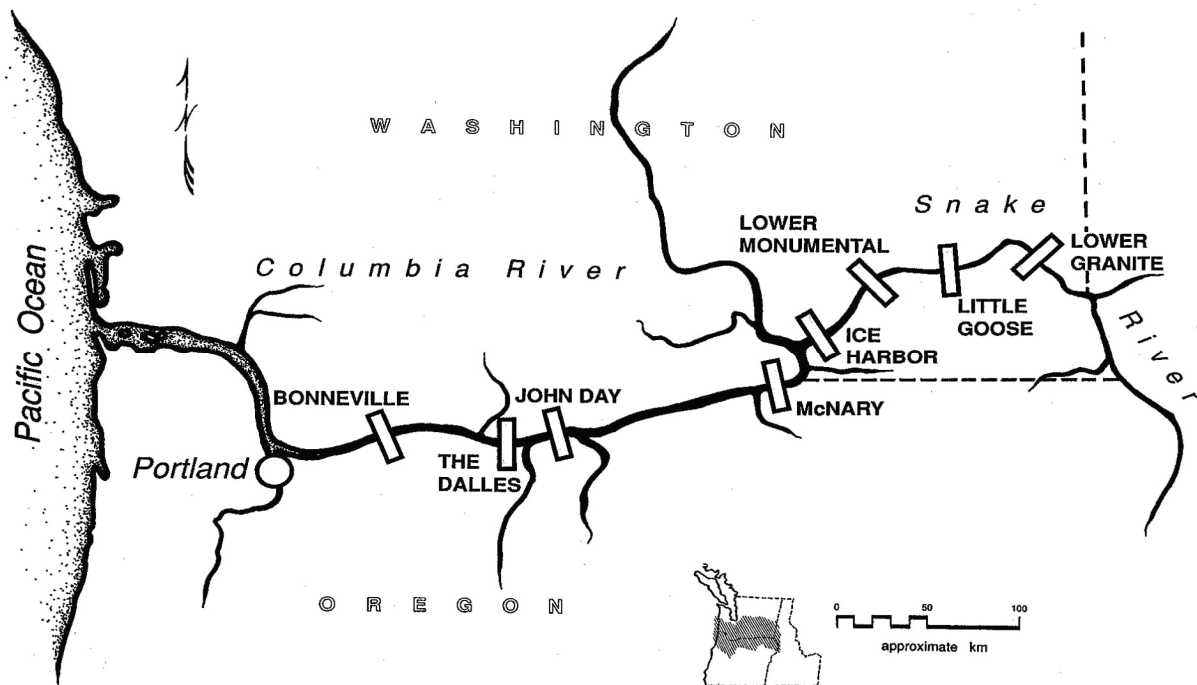 WASHINGTON
Snake
LOWER
MONUMENTAL
LOWER
GRANITE
Columbia River
Pacific Ocean
LITTLE
GOOSE
River
ICE
HARBOR
BONNEVILLE
JOHN DAY
McNARY
Portland
THE
DALLES
OREGON
N
0
50
100
approximate km